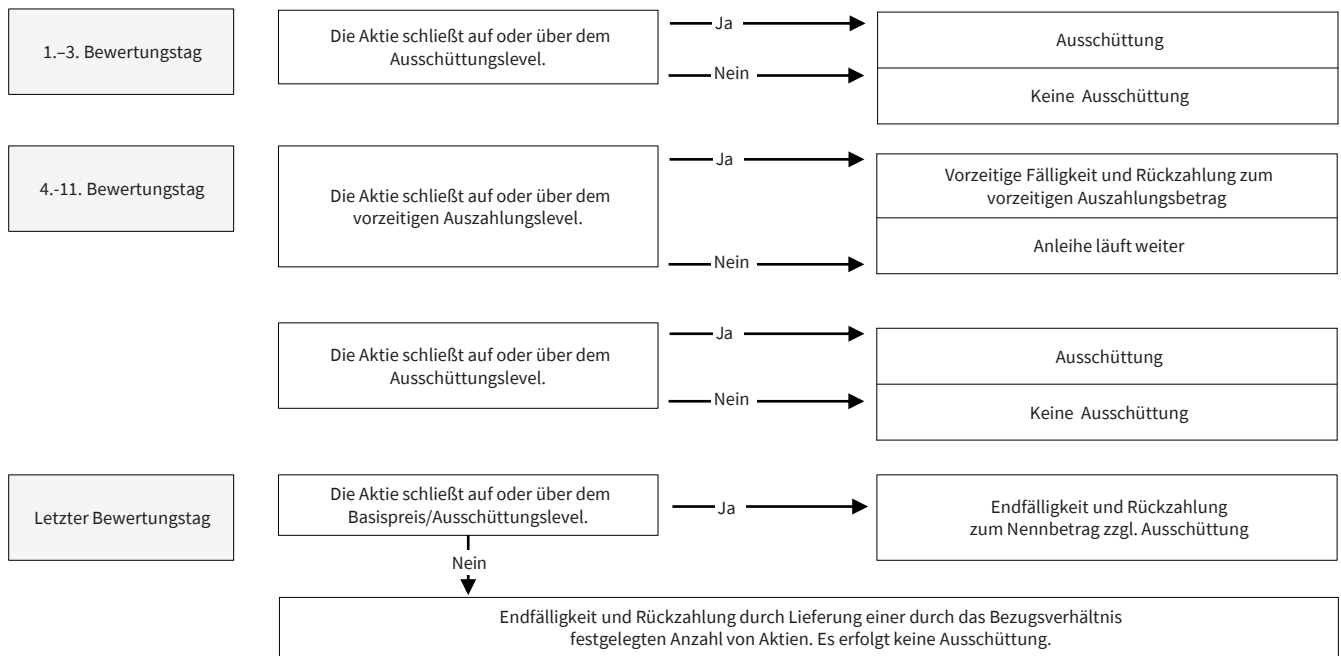 1.–3. Bewertungstag
Die Aktie schließt auf oder über dem
Ausschüttungslevel.
Ja
Nein
Ausschüttung
Keine Ausschüttung
4.-11. Bewertungstag
Die Aktie schließt auf oder über dem
vorzeitigen Auszahlungslevel.
Ja
Nein
Vorzeitige Fälligkeit und Rückzahlung zum
vorzeitigen Auszahlungsbetrag
Anleihe läuft weiter
Die Aktie schließt auf oder über dem
Ausschüttungslevel.
Ja
Nein
Ausschüttung
Keine Ausschüttung
Letzter Bewertungstag
Die Aktie schließt auf oder über dem
Basispreis/Ausschüttungslevel.
Ja
Endfälligkeit und Rückzahlung
zum Nennbetrag zzgl. Ausschüttung
Nein
Endfälligkeit und Rückzahlung durch Lieferung einer durch das Bezugsverhältnis
festgelegten Anzahl von Aktien. Es erfolgt keine Ausschüttung.